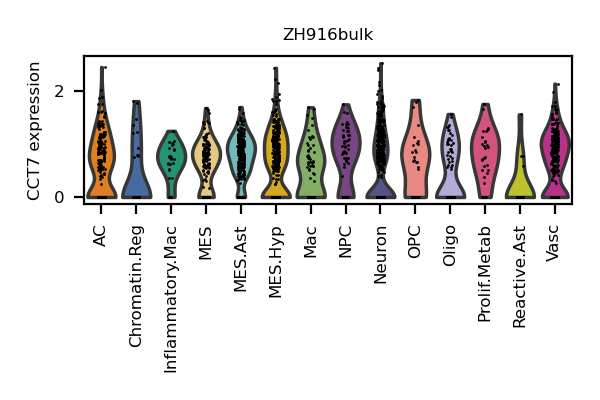 ZH916bulk
CCT7 expression
2
0
AC
Chromatin.Reg
Inflammatory.Mac
MES
MES.Ast
MES.Hyp
Mac
NPC
Neuron
OPC
Oligo
Prolif.Metab
Reactive.Ast
Vasc